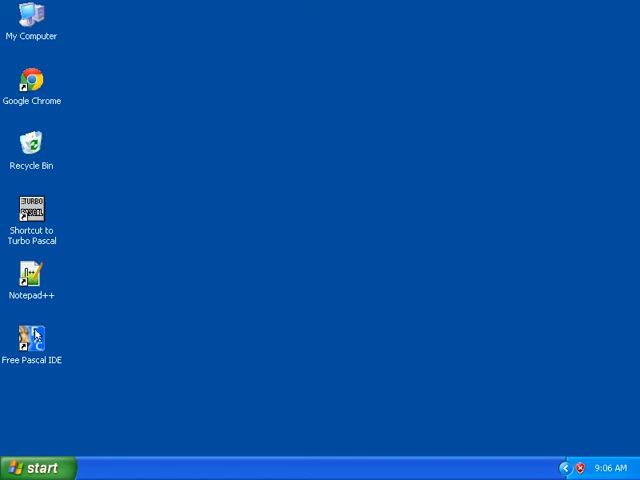 My Computer
Google Chrome
Recycle Bin
TURBO
PASCAL
Shortcut to
Turbo Pascal
Notepad++
Free Pascal IDE
start
9:06 AM